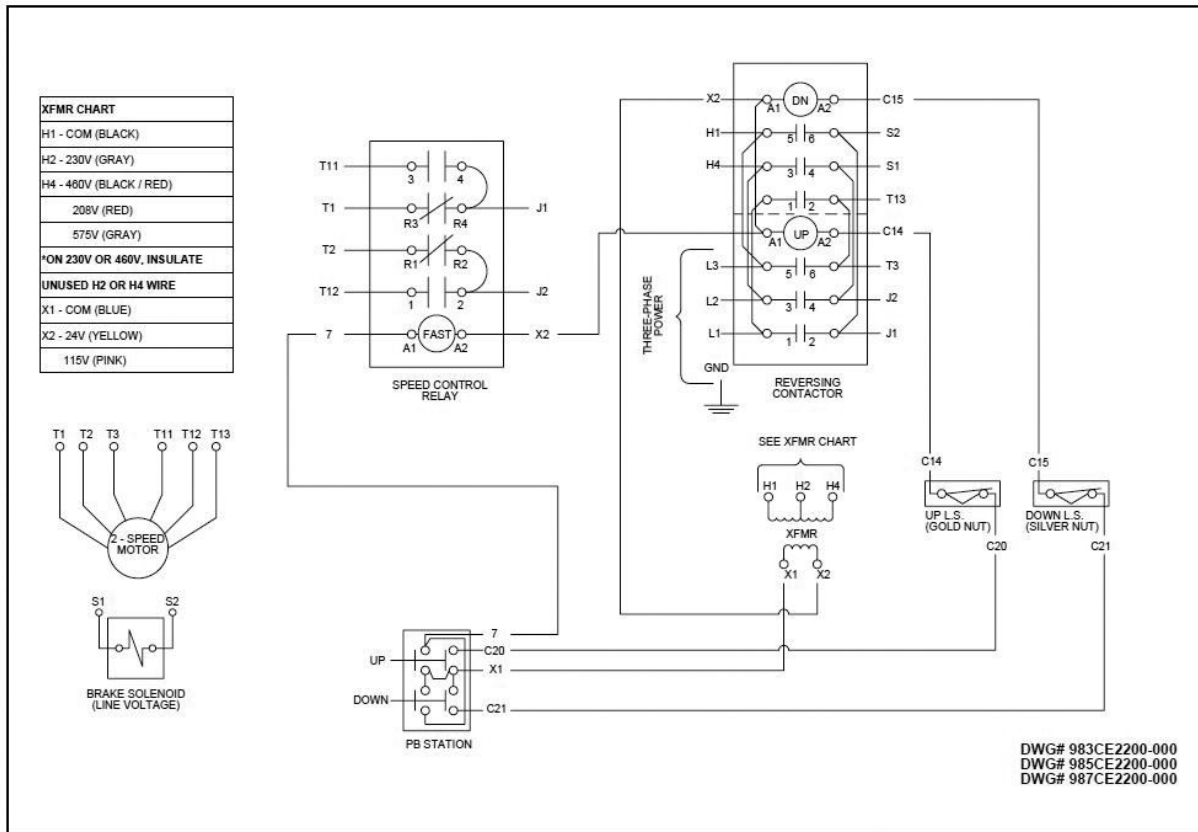 XFMR CHART
H1 - COM (BLACK)
H2 - 230V (GRAY)
H4 - 460V (BLACK / RED)
208V (RED)
575V (GRAY)
*ON 230V OR 460V, INSULATE
UNUSED H2 OR H4 WIRE
X1 - COM (BLUE)
X2 - 24V (YELLOW)
115V (PINK)
T1 T2 T3 T11 T12 T13
2 - SPEED
MOTOR
S1 S2
BRAKE SOLENOID
(LINE VOLTAGE)
T11
3 4
T1 J1
R3 R4
T2
R1 R2
T12 J2
1 2
7 FAST X2
A1 A2
SPEED CONTROL
RELAY
X2 DN C15
A1 A2
H1 S2
5 6
H4 S1
3 4
T13
1 2
UP C14
A1 A2
L3 T3
5 6
L2 J2
3 4
L1 J1
1 2
THREE-PHASE
POWER
GND
REVERSING
CONTACTOR
SEE XFMR CHART
H1 H2 H4
XFMR
X1 X2
C14
UP L.S.
(GOLD NUT)
C20
C15
DOWN L.S.
(SILVER NUT)
C21
7
C20
UP X1
DOWN C21
PB STATION
DWG# 983CE2200-000
DWG# 985CE2200-000
DWG# 987CE2200-000